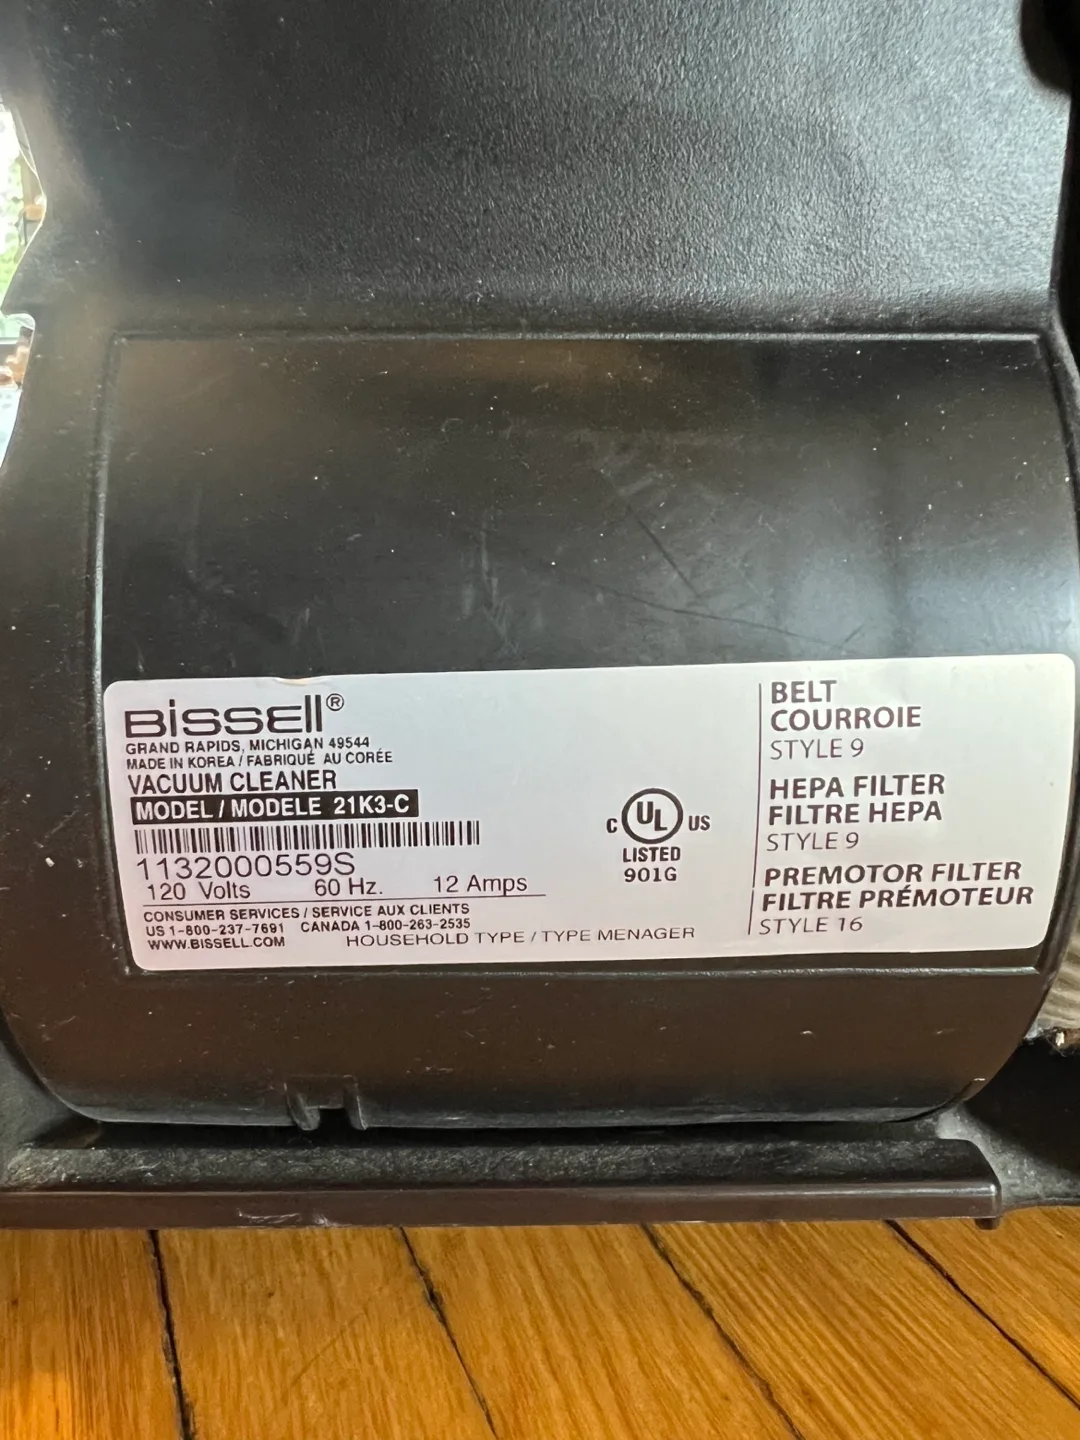 BISSELL®
GRAND RAPIDS, MICHIGAN 49544
MADE IN KOREA / FABRIQUÉ AU CORÉE
VACUUM CLEANER
MODEL / MODELE 21K3-C
1132000559S
120 Volts 60 Hz. 12 Amps
CONSUMER SERVICES / SERVICE AUX CLIENTS
US 1-800-237-7691 CANADA 1-800-263-2535
WWW.BISSELL.COM
HOUSEHOLD TYPE / TYPE MENAGER
C UL US
LISTED
901G
BELT
COURROIE
STYLE 9
HEPA FILTER
FILTRE HEPA
STYLE 9
PREMOTOR FILTER
FILTRE PRÉMOTEUR
STYLE 16